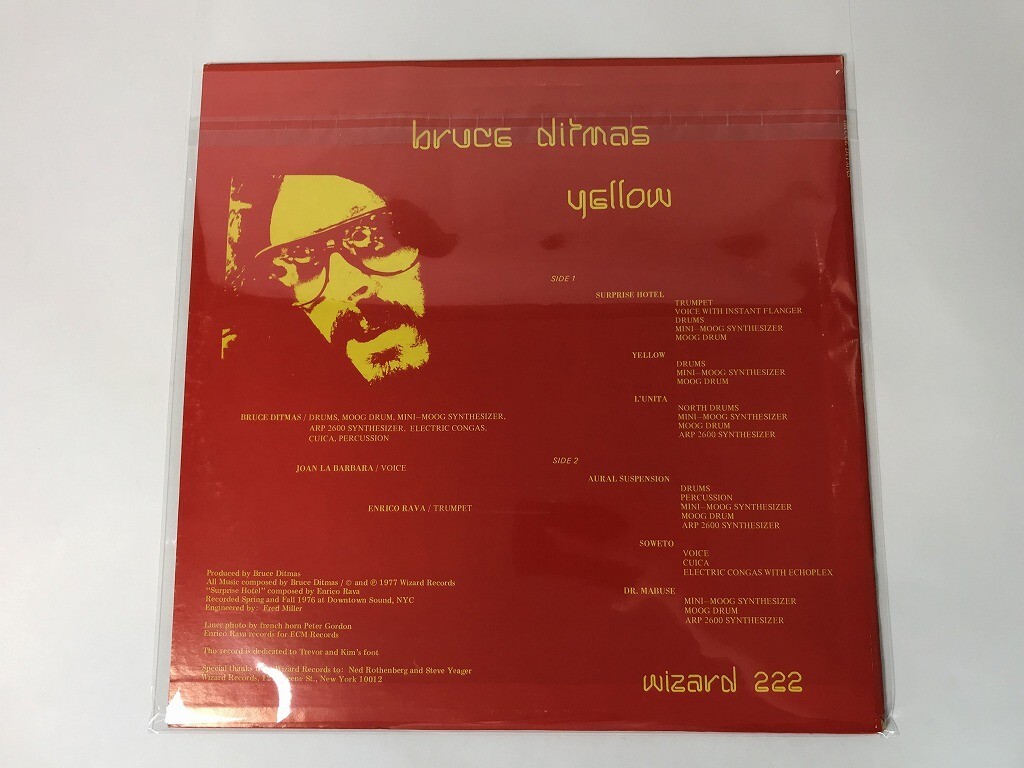 bruce ditmas
yellow
SIDE 1
SURPRISE HOTEL
TRUMPET
VOICE WITH INSTANT FLANGER
DRUMS
MINI-MOOG SYNTHESIZER
MOOG DRUM
YELLOW
DRUMS
MINI-MOOG SYNTHESIZER
MOOG DRUM
L'UNITA
NORTH DRUMS
MINI-MOOG SYNTHESIZER
MOOG DRUM
ARP 2600 SYNTHESIZER
SIDE 2
AURAL SUSPENSION
DRUMS
PERCUSSION
MINI-MOOG SYNTHESIZER
MOOG DRUM
ARP 2600 SYNTHESIZER
SOWETO
VOICE
CUICA
ELECTRIC CONGAS WITH ECHOPLEX
DR. MABUSE
MINI-MOOG SYNTHESIZER
MOOG DRUM
ARP 2600 SYNTHESIZER
BRUCE DITMAS / DRUMS, MOOG DRUM, MINI-MOOG SYNTHESIZER,
ARP 2600 SYNTHESIZER, ELECTRIC CONGAS,
CUICA, PERCUSSION
JOAN LA BARBARA / VOICE
ENRICO RAVA / TRUMPET
Produced by Bruce Ditmas
All Music composed by Bruce Ditmas / © and ℗ 1977 Wizard Records
"Surprise Hotel" composed by Enrico Rava
Recorded Spring and Fall 1976 at Downtown Sound, NYC
Engineered by: Fred Miller
Liner photo by french horn Peter Gordon
Enrico Rava records for ECM Records
This record is dedicated to Trevor and Kim's foot
Special thanks Wizard Records to: Ned Rothenberg and Steve Yeager
Wizard Records, St., New York 10012
wizard 222